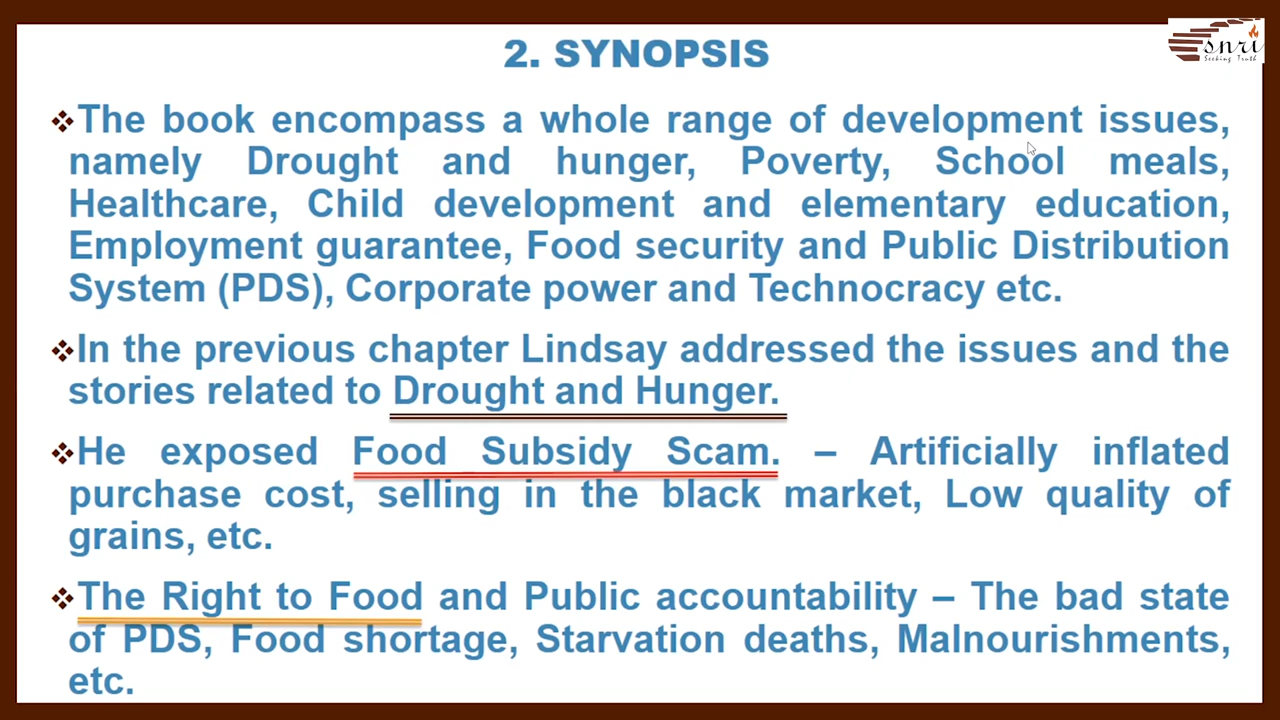 snri
Seeking Truth
2. SYNOPSIS
❖The book encompass a whole range of development issues,
namely Drought and hunger, Poverty, School meals,
Healthcare, Child development and elementary education,
Employment guarantee, Food security and Public Distribution
System (PDS), Corporate power and Technocracy etc.
❖In the previous chapter Lindsay addressed the issues and the
stories related to Drought and Hunger.
❖He exposed Food Subsidy Scam. – Artificially inflated
purchase cost, selling in the black market, Low quality of
grains, etc.
❖The Right to Food and Public accountability – The bad state
of PDS, Food shortage, Starvation deaths, Malnourishments,
etc.